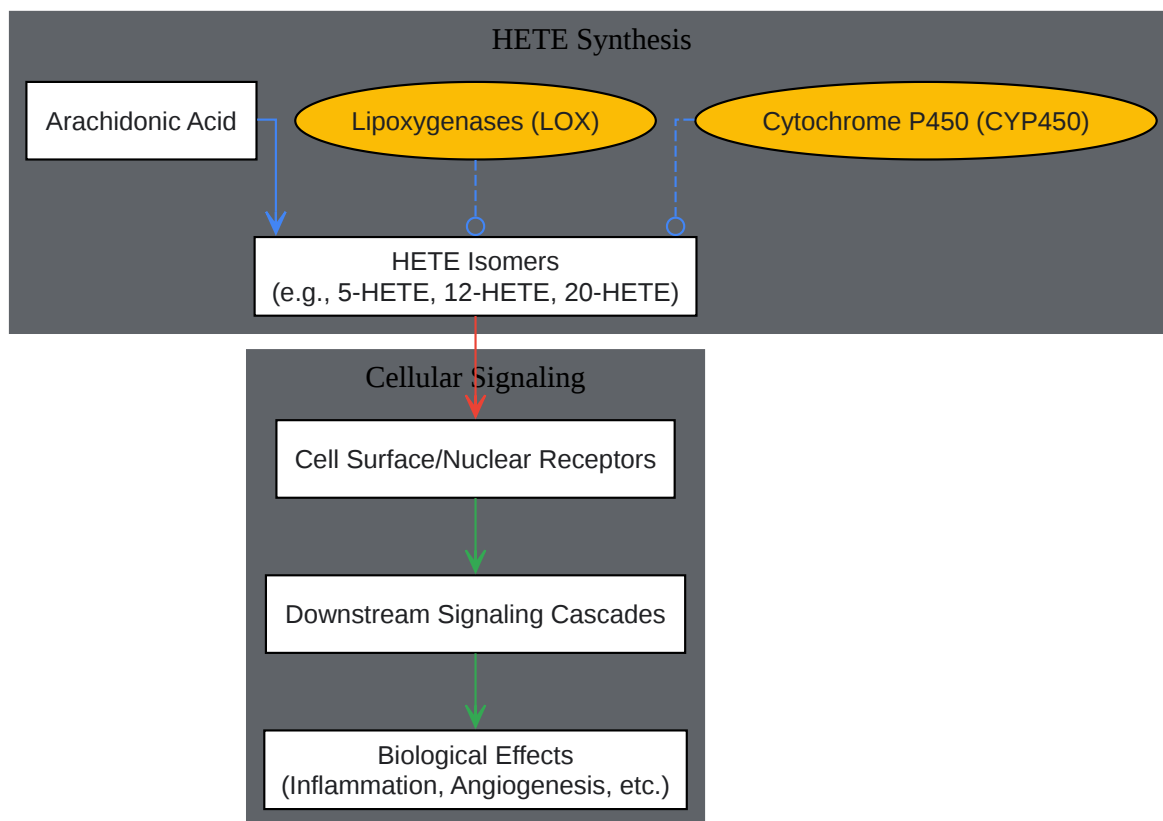 HETE Synthesis
Arachidonic Acid
Lipoxygenases (LOX)
Cytochrome P450 (CYP450)
HETE Isomers
(e.g., 5-HETE, 12-HETE, 20-HETE)
Cellular Signaling
Cell Surface/Nuclear Receptors
Downstream Signaling Cascades
Biological Effects
(Inflammation, Angiogenesis, etc.)